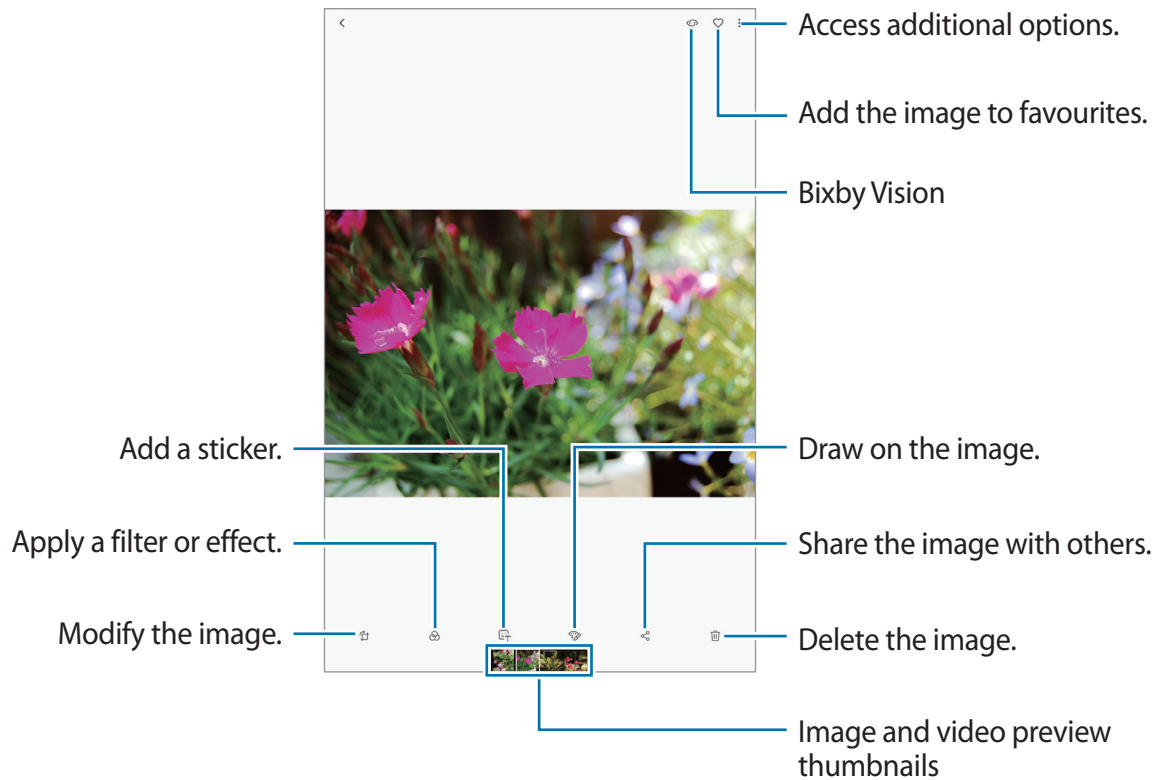 Access additional options.
Add the image to favourites.
Bixby Vision
Add a sticker.
Draw on the image.
Apply a filter or effect.
Share the image with others.
Modify the image.
Delete the image.
Image and video preview
thumbnails